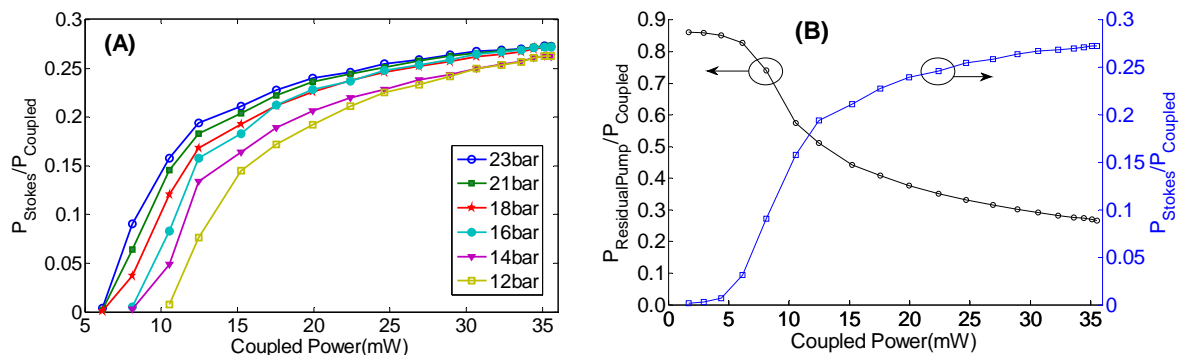 (A)
P_Stokes/P_Coupled
0.3
0.25
0.2
0.15
0.1
0.05
0
5 10 15 20 25 30 35
Coupled Power(mW)
23bar
21bar
18bar
16bar
14bar
12bar
(B)
P_ResidualPump/P_Coupled
0.9
0.8
0.7
0.6
0.5
0.4
0.3
0.2
0.1
0.0
0 5 10 15 20 25 30 35
Coupled Power(mW)
0.3
0.25
0.2
0.15
0.1
0.05
0
P_Stokes/P_Coupled